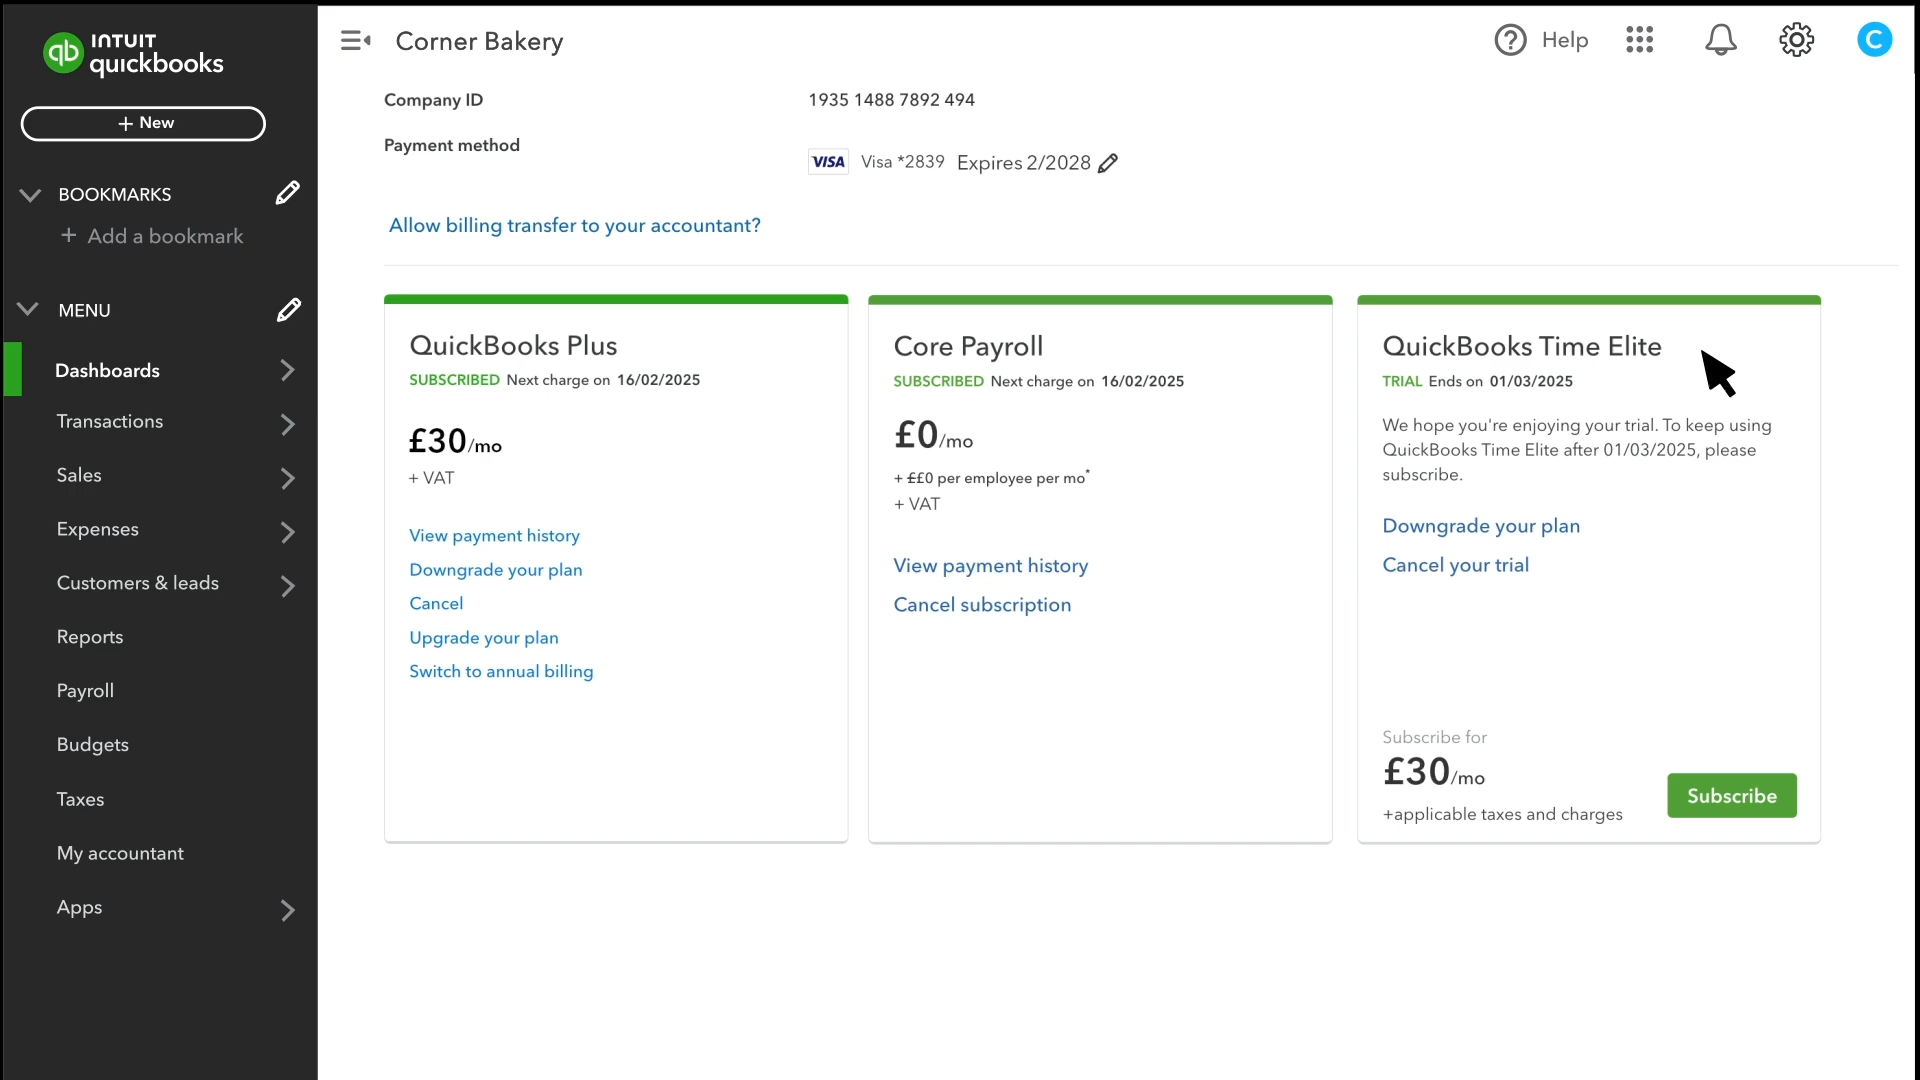 INTUIT
quickbooks
+ New
BOOKMARKS
+ Add a bookmark
MENU
Dashboards
Transactions
Sales
Expenses
Customers & leads
Reports
Payroll
Budgets
Taxes
My accountant
Apps
Corner Bakery
Help
C
Company ID
1935 1488 7892 494
Payment method
VISA Visa *2839 Expires 2/2028
Allow billing transfer to your accountant?
QuickBooks Plus
SUBSCRIBED Next charge on 16/02/2025
£30/mo
+ VAT
View payment history
Downgrade your plan
Cancel
Upgrade your plan
Switch to annual billing
Core Payroll
SUBSCRIBED Next charge on 16/02/2025
£0/mo
+ ££0 per employee per mo*
+ VAT
View payment history
Cancel subscription
QuickBooks Time Elite
TRIAL Ends on 01/03/2025
We hope you're enjoying your trial. To keep using
QuickBooks Time Elite after 01/03/2025, please
subscribe.
Downgrade your plan
Cancel your trial
Subscribe for
£30/mo
+applicable taxes and charges
Subscribe